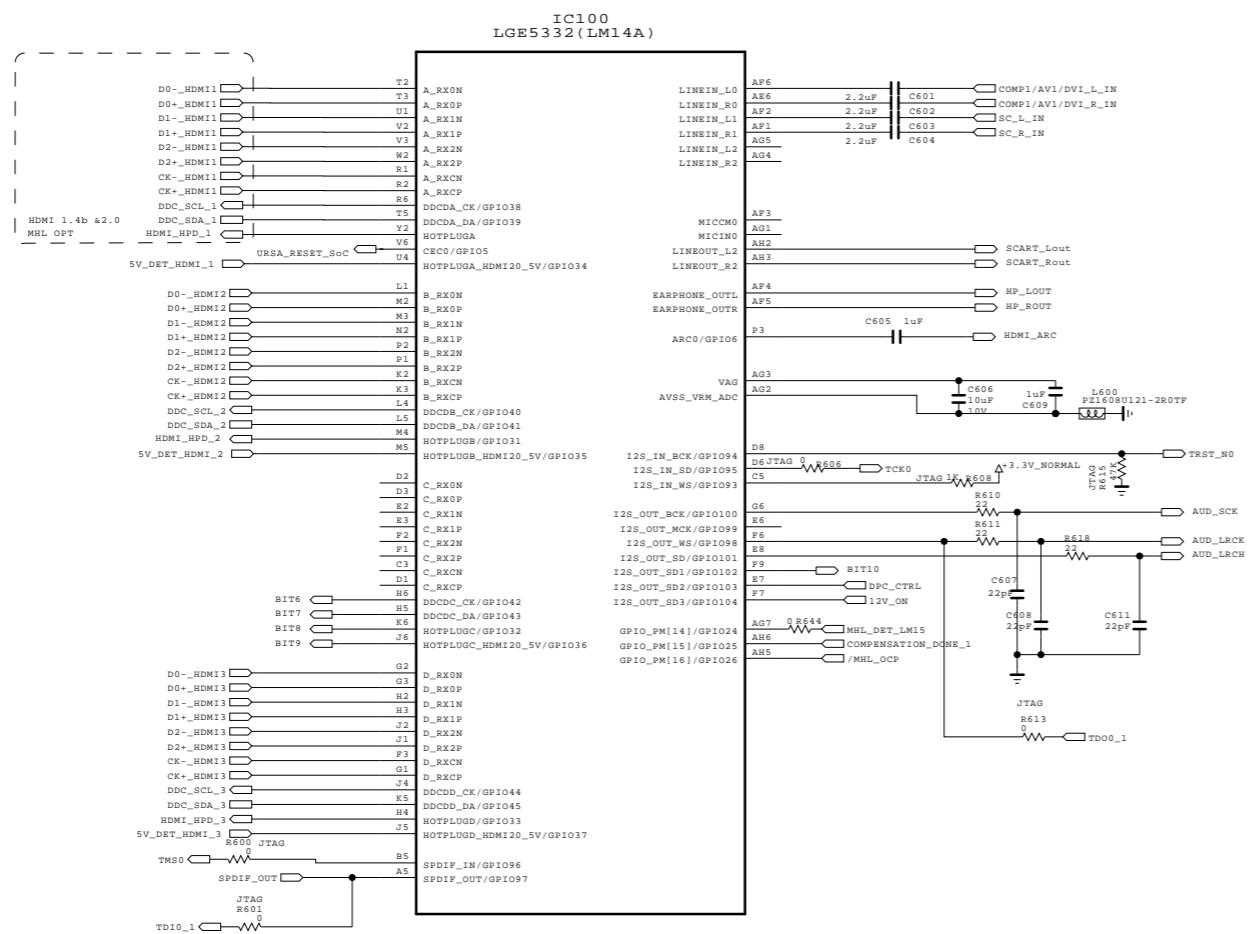 IC100
LGE5332(LM14A)
D0-_HDMI1 T2 A_RX0N
D0+_HDMI1 T3 A_RX0P
D1-_HDMI1 U1 A_RX1N
D1+_HDMI1 V2 A_RX1P
D2-_HDMI1 V3 A_RX2N
D2+_HDMI1 W2 A_RX2P
CK-_HDMI1 R1 A_RXCN
CK+_HDMI1 R2 A_RXCP
DDC_SCL_1 R6 DDCDA_CK/GPIO38
HDMI 1.4b &2.0 DDC_SDA_1 T5 DDCDA_DA/GPIO39
MHL OPT HDMI_HPD_1 Y2 HOTPLUGA
URSA_RESET_SoC V6 CEC0/GPIO5
5V_DET_HDMI_1 U4 HOTPLUGA_HDMI20_5V/GPIO34
D0-_HDMI2 L1 B_RX0N
D0+_HDMI2 M2 B_RX0P
D1-_HDMI2 M3 B_RX1N
D1+_HDMI2 N2 B_RX1P
D2-_HDMI2 P2 B_RX2N
D2+_HDMI2 P1 B_RX2P
CK-_HDMI2 K2 B_RXCN
CK+_HDMI2 K3 B_RXCP
DDC_SCL_2 L4 DDCDB_CK/GPIO40
DDC_SDA_2 L5 DDCDB_DA/GPIO41
HDMI_HPD_2 M4 HOTPLUGB/GPIO31
5V_DET_HDMI_2 M5 HOTPLUGB_HDMI20_5V/GPIO35
D2 C_RX0N
D3 C_RX0P
E2 C_RX1N
E3 C_RX1P
F2 C_RX2N
F1 C_RX2P
C3 C_RXCN
D1 C_RXCP
BIT6 H6 DDCDC_CK/GPIO42
BIT7 H5 DDCDC_DA/GPIO43
BIT8 K6 HOTPLUGC/GPIO32
BIT9 J6 HOTPLUGC_HDMI20_5V/GPIO36
D0-_HDMI3 G2 D_RX0N
D0+_HDMI3 G3 D_RX0P
D1-_HDMI3 H2 D_RX1N
D1+_HDMI3 H3 D_RX1P
D2-_HDMI3 J2 D_RX2N
D2+_HDMI3 J1 D_RX2P
CK-_HDMI3 F3 D_RXCN
CK+_HDMI3 G1 D_RXCP
DDC_SCL_3 J4 DDCDD_CK/GPIO44
DDC_SDA_3 K5 DDCDD_DA/GPIO45
HDMI_HPD_3 H4 HOTPLUGD/GPIO33
5V_DET_HDMI_3 J5 HOTPLUGD_HDMI20_5V/GPIO37
R600 JTAG
0
TMS0 B5 SPDIF_IN/GPIO96
SPDIF_OUT A5 SPDIF_OUT/GPIO97
JTAG
R601
0
TDI0_1
LINEIN_L0 AF6 2.2uF C601 COMP1/AV1/DVI_L_IN
LINEIN_R0 AE6 2.2uF C602 COMP1/AV1/DVI_R_IN
LINEIN_L1 AF2 2.2uF C603 SC_L_IN
LINEIN_R1 AF1 2.2uF C604 SC_R_IN
LINEIN_L2 AG5
LINEIN_R2 AG4
MICCM0 AF3
MICIN0 AG1
LINEOUT_L2 AH2 SCART_Lout
LINEOUT_R2 AH3 SCART_Rout
EARPHONE_OUTL AF4 HP_LOUT
EARPHONE_OUTR AF5 HP_ROUT
C605 1uF
ARC0/GPIO6 P3 HDMI_ARC
VAG AG3
AVSS_VRM_ADC AG2
C606
10uF
10V
1uF
C609
L600
PZ1608U121-2R0TF
I2S_IN_BCK/GPIO94 D8 TRST_N0
I2S_IN_SD/GPIO95 D6 JTAG 0 R606 TCK0
I2S_IN_WS/GPIO93 C5 JTAG 1K R608 +3.3V_NORMAL
JTAG
R615
47K
I2S_OUT_BCK/GPIO100 G6 R610 22 AUD_SCK
I2S_OUT_MCK/GPIO99 E6
I2S_OUT_WS/GPIO98 F6 R611 22 AUD_LRCK
I2S_OUT_SD/GPIO101 E8 R618 22 AUD_LRCH
I2S_OUT_SD1/GPIO102 F9 BIT10
I2S_OUT_SD2/GPIO103 E7 DPC_CTRL
I2S_OUT_SD3/GPIO104 F7 12V_ON
C607
22pF
C608
22pF
C611
22pF
GPIO_PM[14]/GPIO24 AG7 0 R644 MHL_DET_LM15
GPIO_PM[15]/GPIO25 AH6 COMPENSATION_DONE_1
GPIO_PM[16]/GPIO26 AH5 /MHL_OCP
JTAG
R613
0
TDO0_1